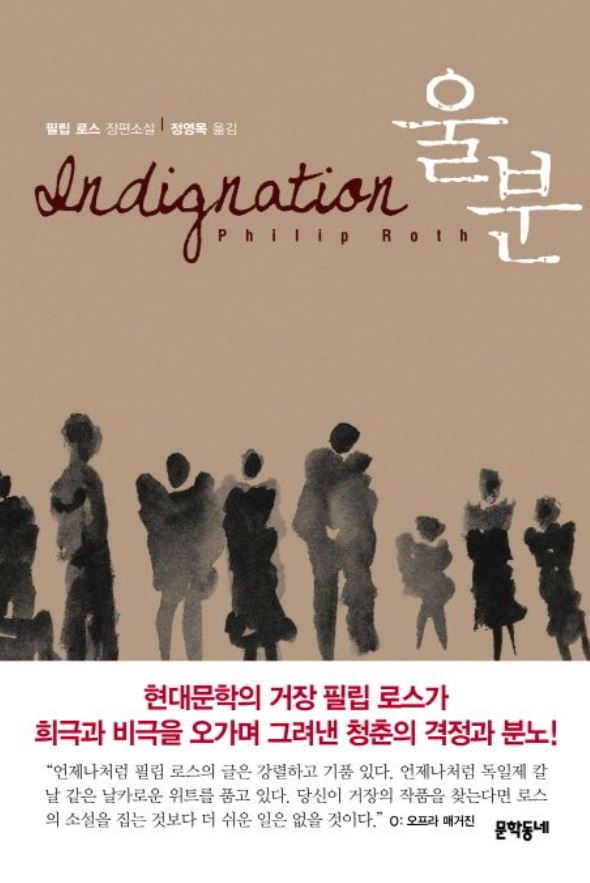 필립 로스 장편소설 | 정영목 옮김
울분
Indignation
Philip Roth
현대문학의 거장 필립 로스가
희극과 비극을 오가며 그려낸 청춘의 격정과 분노!
“언제나처럼 필립 로스의 글은 강렬하고 기품 있다. 언제나처럼 독일제 칼
날 같은 날카로운 위트를 품고 있다. 당신이 거장의 작품을 찾는다면 로스
의 소설을 집는 것보다 더 쉬운 일은 없을 것이다.” O: 오프라 매거진
문학동네